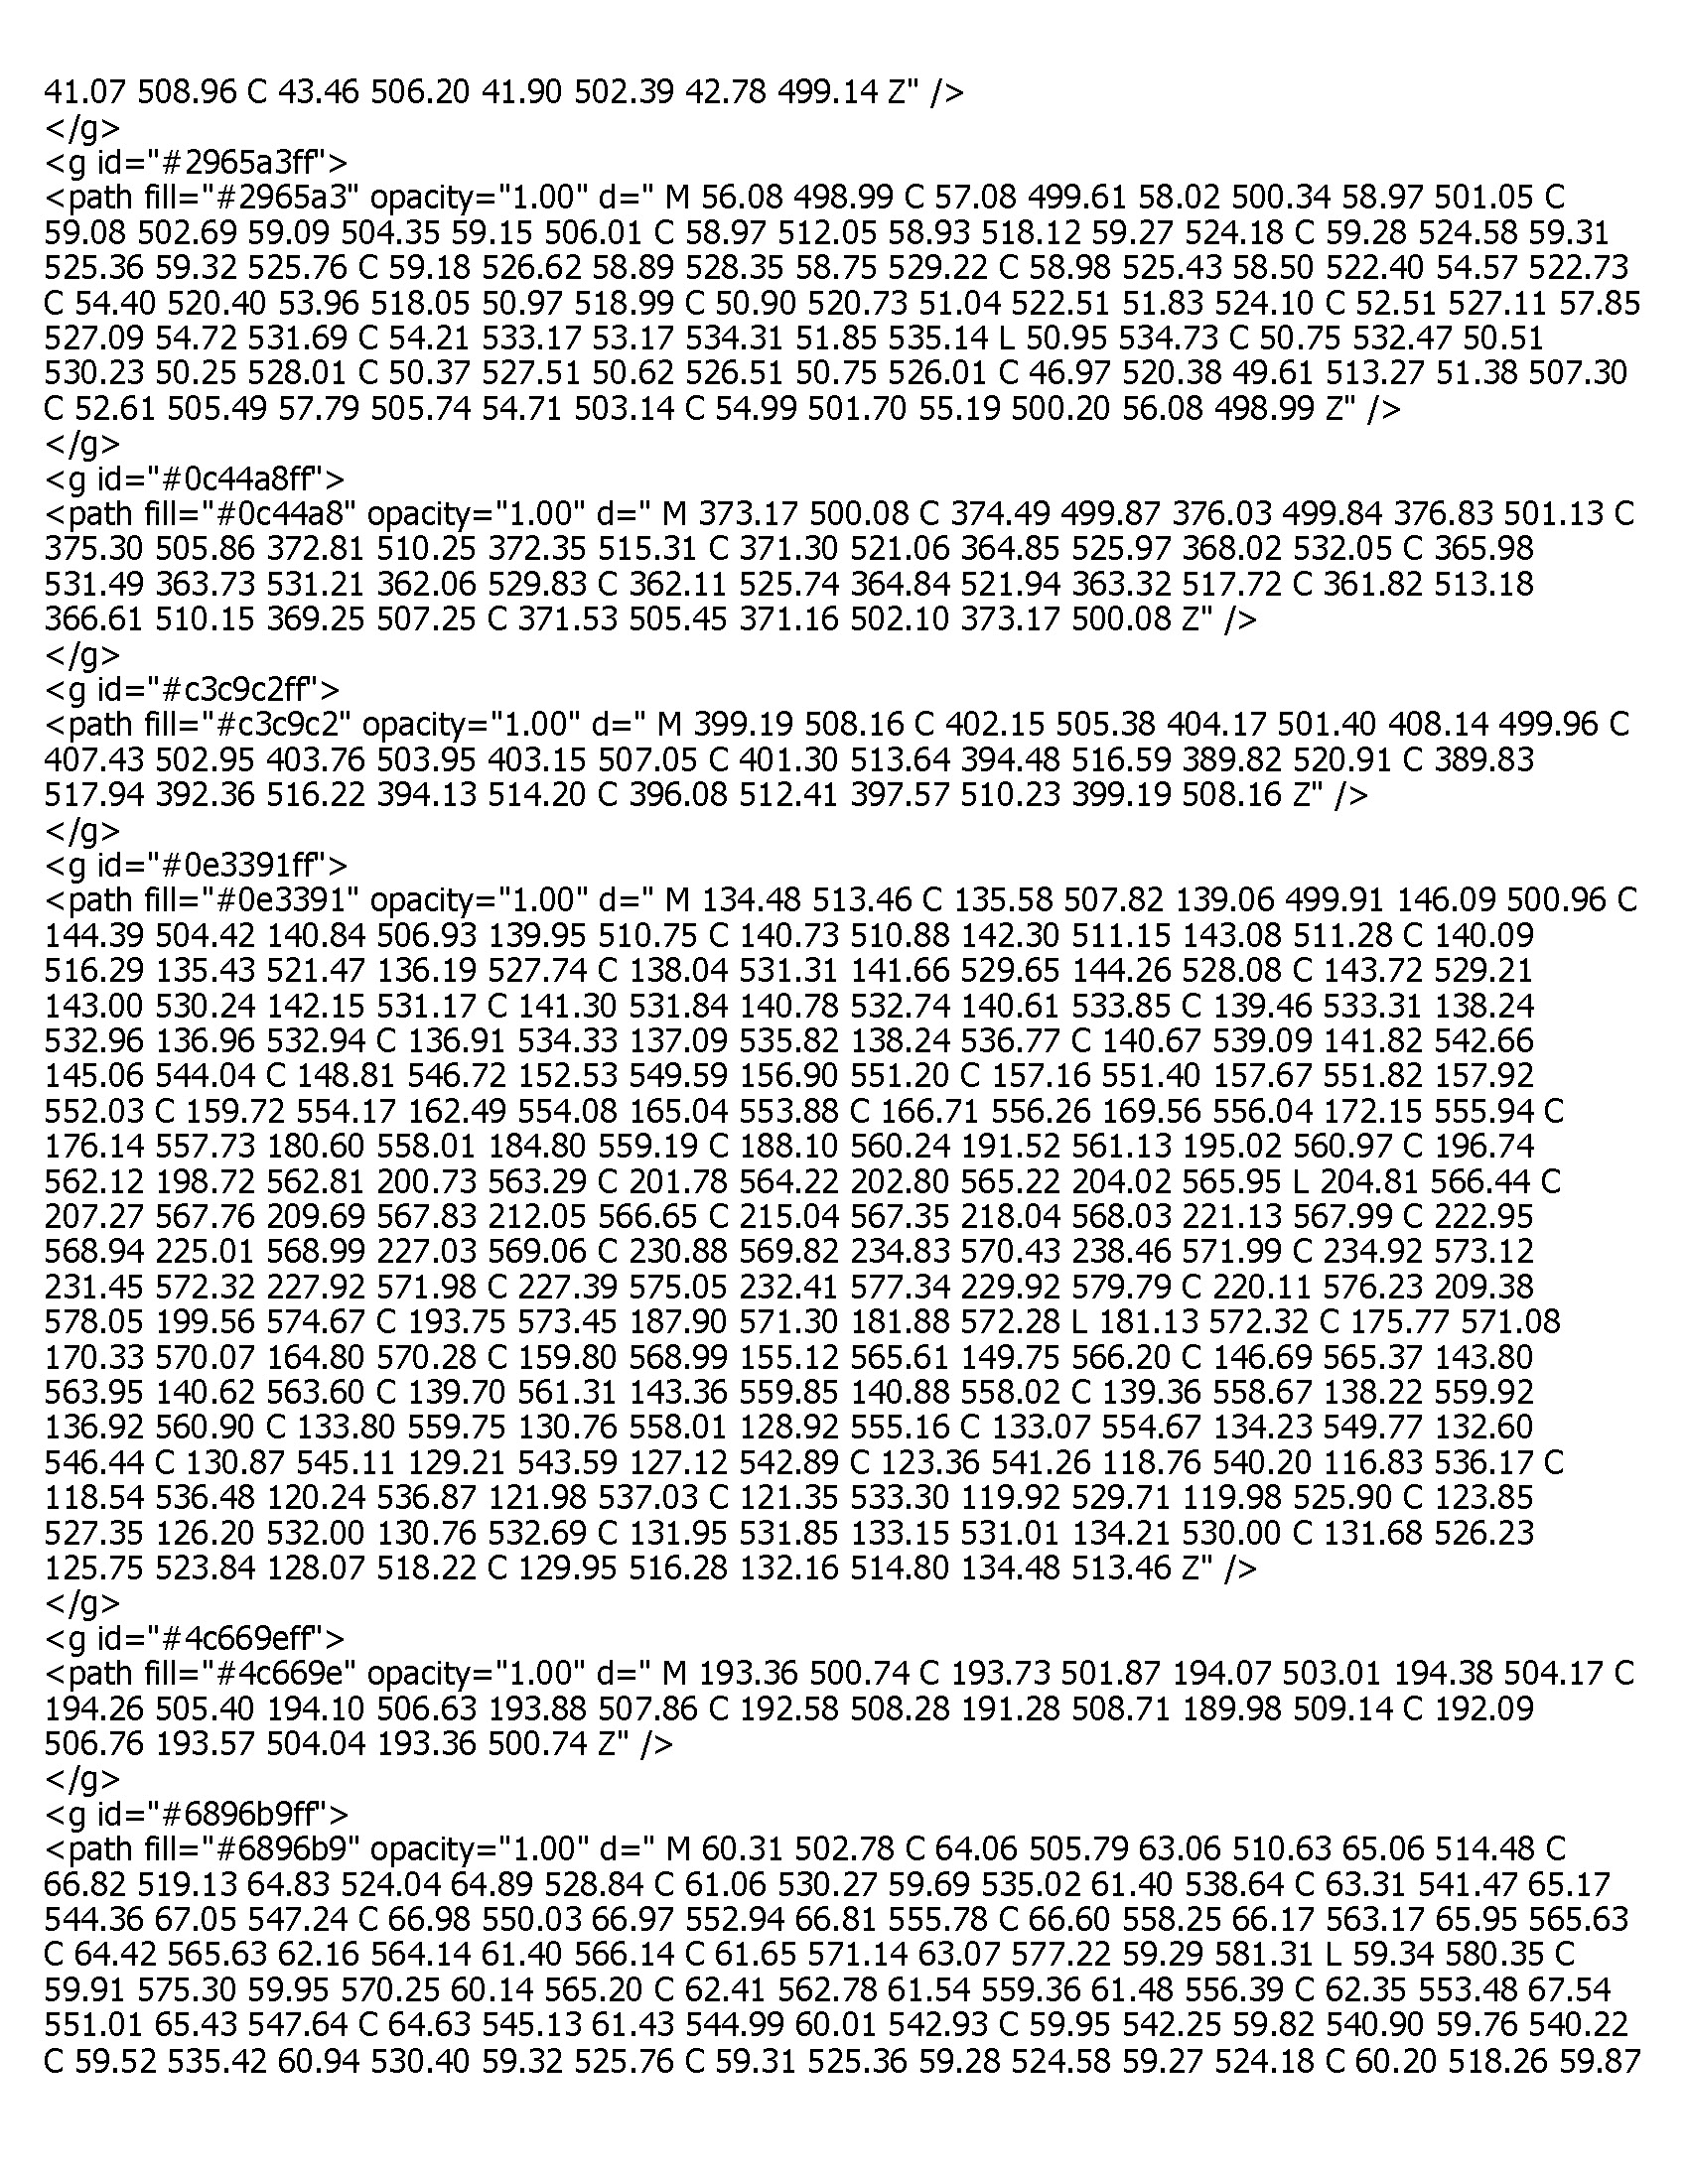 41.07 508.96 C 43.46 506.20 41.90 502.39 42.78 499.14 Z" />
</g>
<g id="#2965a3ff">
<path fill="#2965a3" opacity="1.00" d=" M 56.08 498.99 C 57.08 499.61 58.02 500.34 58.97 501.05 C
59.08 502.69 59.09 504.35 59.15 506.01 C 58.97 512.05 58.93 518.12 59.27 524.18 C 59.28 524.58 59.31
525.36 59.32 525.76 C 59.18 526.62 58.89 528.35 58.75 529.22 C 58.98 525.43 58.50 522.40 54.57 522.73
C 54.40 520.40 53.96 518.05 50.97 518.99 C 50.90 520.73 51.04 522.51 51.83 524.10 C 52.51 527.11 57.85
527.09 54.72 531.69 C 54.21 533.17 53.17 534.31 51.85 535.14 L 50.95 534.73 C 50.75 532.47 50.51
530.23 50.25 528.01 C 50.37 527.51 50.62 526.51 50.75 526.01 C 46.97 520.38 49.61 513.27 51.38 507.30
C 52.61 505.49 57.79 505.74 54.71 503.14 C 54.99 501.70 55.19 500.20 56.08 498.99 Z" />
</g>
<g id="#0c44a8ff">
<path fill="#0c44a8" opacity="1.00" d=" M 373.17 500.08 C 374.49 499.87 376.03 499.84 376.83 501.13 C
375.30 505.86 372.81 510.25 372.35 515.31 C 371.30 521.06 364.85 525.97 368.02 532.05 C 365.98
531.49 363.73 531.21 362.06 529.83 C 362.11 525.74 364.84 521.94 363.32 517.72 C 361.82 513.18
366.61 510.15 369.25 507.25 C 371.53 505.45 371.16 502.10 373.17 500.08 Z" />
</g>
<g id="#c3c9c2ff">
<path fill="#c3c9c2" opacity="1.00" d=" M 399.19 508.16 C 402.15 505.38 404.17 501.40 408.14 499.96 C
407.43 502.95 403.76 503.95 403.15 507.05 C 401.30 513.64 394.48 516.59 389.82 520.91 C 389.83
517.94 392.36 516.22 394.13 514.20 C 396.08 512.41 397.57 510.23 399.19 508.16 Z" />
</g>
<g id="#0e3391ff">
<path fill="#0e3391" opacity="1.00" d=" M 134.48 513.46 C 135.58 507.82 139.06 499.91 146.09 500.96 C
144.39 504.42 140.84 506.93 139.95 510.75 C 140.73 510.88 142.30 511.15 143.08 511.28 C 140.09
516.29 135.43 521.47 136.19 527.74 C 138.04 531.31 141.66 529.65 144.26 528.08 C 143.72 529.21
143.00 530.24 142.15 531.17 C 141.30 531.84 140.78 532.74 140.61 533.85 C 139.46 533.31 138.24
532.96 136.96 532.94 C 136.91 534.33 137.09 535.82 138.24 536.77 C 140.67 539.09 141.82 542.66
145.06 544.04 C 148.81 546.72 152.53 549.59 156.90 551.20 C 157.16 551.40 157.67 551.82 157.92
552.03 C 159.72 554.17 162.49 554.08 165.04 553.88 C 166.71 556.26 169.56 556.04 172.15 555.94 C
176.14 557.73 180.60 558.01 184.80 559.19 C 188.10 560.24 191.52 561.13 195.02 560.97 C 196.74
562.12 198.72 562.81 200.73 563.29 C 201.78 564.22 202.80 565.22 204.02 565.95 L 204.81 566.44 C
207.27 567.76 209.69 567.83 212.05 566.65 C 215.04 567.35 218.04 568.03 221.13 567.99 C 222.95
568.94 225.01 568.99 227.03 569.06 C 230.88 569.82 234.83 570.43 238.46 571.99 C 234.92 573.12
231.45 572.32 227.92 571.98 C 227.39 575.05 232.41 577.34 229.92 579.79 C 220.11 576.23 209.38
578.05 199.56 574.67 C 193.75 573.45 187.90 571.30 181.88 572.28 L 181.13 572.32 C 175.77 571.08
170.33 570.07 164.80 570.28 C 159.80 568.99 155.12 565.61 149.75 566.20 C 146.69 565.37 143.80
563.95 140.62 563.60 C 139.70 561.31 143.36 559.85 140.88 558.02 C 139.36 558.67 138.22 559.92
136.92 560.90 C 133.80 559.75 130.76 558.01 128.92 555.16 C 133.07 554.67 134.23 549.77 132.60
546.44 C 130.87 545.11 129.21 543.59 127.12 542.89 C 123.36 541.26 118.76 540.20 116.83 536.17 C
118.54 536.48 120.24 536.87 121.98 537.03 C 121.35 533.30 119.92 529.71 119.98 525.90 C 123.85
527.35 126.20 532.00 130.76 532.69 C 131.95 531.85 133.15 531.01 134.21 530.00 C 131.68 526.23
125.75 523.84 128.07 518.22 C 129.95 516.28 132.16 514.80 134.48 513.46 Z" />
</g>
<g id="#4c669eff">
<path fill="#4c669e" opacity="1.00" d=" M 193.36 500.74 C 193.73 501.87 194.07 503.01 194.38 504.17 C
194.26 505.40 194.10 506.63 193.88 507.86 C 192.58 508.28 191.28 508.71 189.98 509.14 C 192.09
506.76 193.57 504.04 193.36 500.74 Z" />
</g>
<g id="#6896b9ff">
<path fill="#6896b9" opacity="1.00" d=" M 60.31 502.78 C 64.06 505.79 63.06 510.63 65.06 514.48 C
66.82 519.13 64.83 524.04 64.89 528.84 C 61.06 530.27 59.69 535.02 61.40 538.64 C 63.31 541.47 65.17
544.36 67.05 547.24 C 66.98 550.03 66.97 552.94 66.81 555.78 C 66.60 558.25 66.17 563.17 65.95 565.63
C 64.42 565.63 62.16 564.14 61.40 566.14 C 61.65 571.14 63.07 577.22 59.29 581.31 L 59.34 580.35 C
59.91 575.30 59.95 570.25 60.14 565.20 C 62.41 562.78 61.54 559.36 61.48 556.39 C 62.35 553.48 67.54
551.01 65.43 547.64 C 64.63 545.13 61.43 544.99 60.01 542.93 C 59.95 542.25 59.82 540.90 59.76 540.22
C 59.52 535.42 60.94 530.40 59.32 525.76 C 59.31 525.36 59.28 524.58 59.27 524.18 C 60.20 518.26 59.87